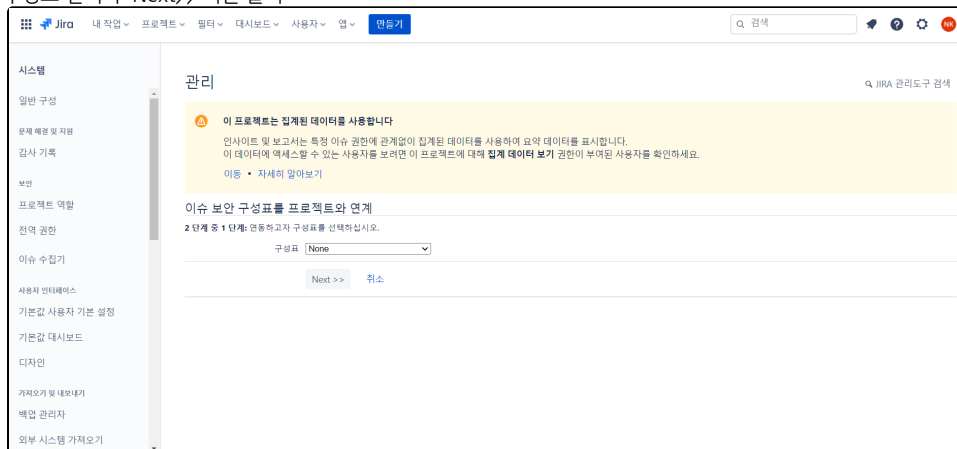 Jira 내 작업 프로젝트 필터 대시보드 사용자 앱 만들기 검색 NK
시스템
관리
JIRA 관리도구 검색
일반 구성
문제 해결 및 지원
감사 기록
보안
프로젝트 역할
전역 권한
이슈 수집기
사용자 인터페이스
기본값 사용자 기본 설정
기본값 대시보드
디자인
가져오기 및 내보내기
백업 관리자
외부 시스템 가져오기
이 프로젝트는 집계된 데이터를 사용합니다
인사이트 및 보고서는 특정 이슈 권한에 관계없이 집계된 데이터를 사용하여 요약 데이터를 표시합니다.
이 데이터에 액세스할 수 있는 사용자를 보려면 이 프로젝트에 대해 집계 데이터 보기 권한이 부여된 사용자를 확인하세요.
이동 • 자세히 알아보기
이슈 보안 구성표를 프로젝트와 연계
2 단계 중 1 단계: 연동하고자 구성표를 선택하십시오.
구성표 None
Next >> 취소